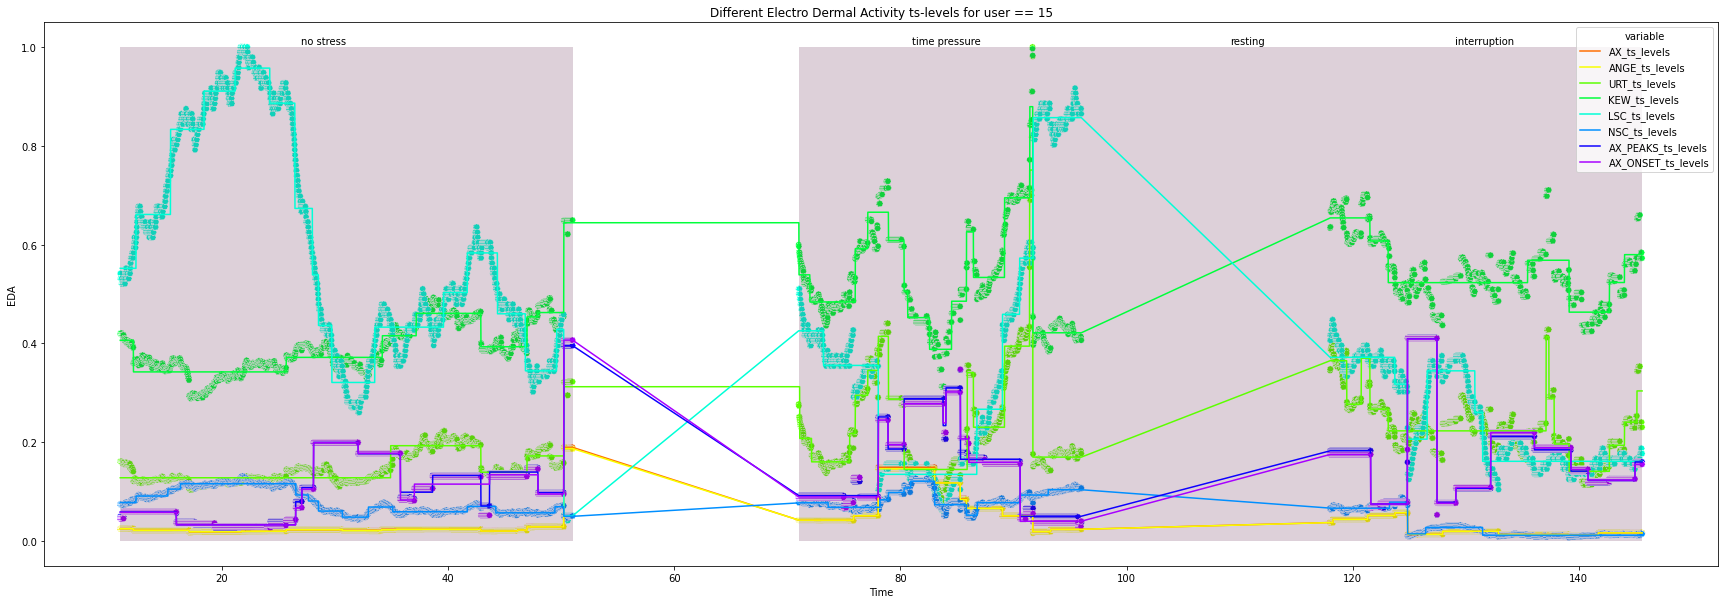 Different Electro Dermal Activity ts-levels for user == 15
no stress
time pressure
resting
interruption
variable
AX_ts_levels
ANGE_ts_levels
URT_ts_levels
KEW_ts_levels
LSC_ts_levels
NSC_ts_levels
AX_PEAKS_ts_levels
AX_ONSET_ts_levels
EDA
1.0
0.8
0.6
0.4
0.2
0.0
20
40
60
80
100
120
140
Time